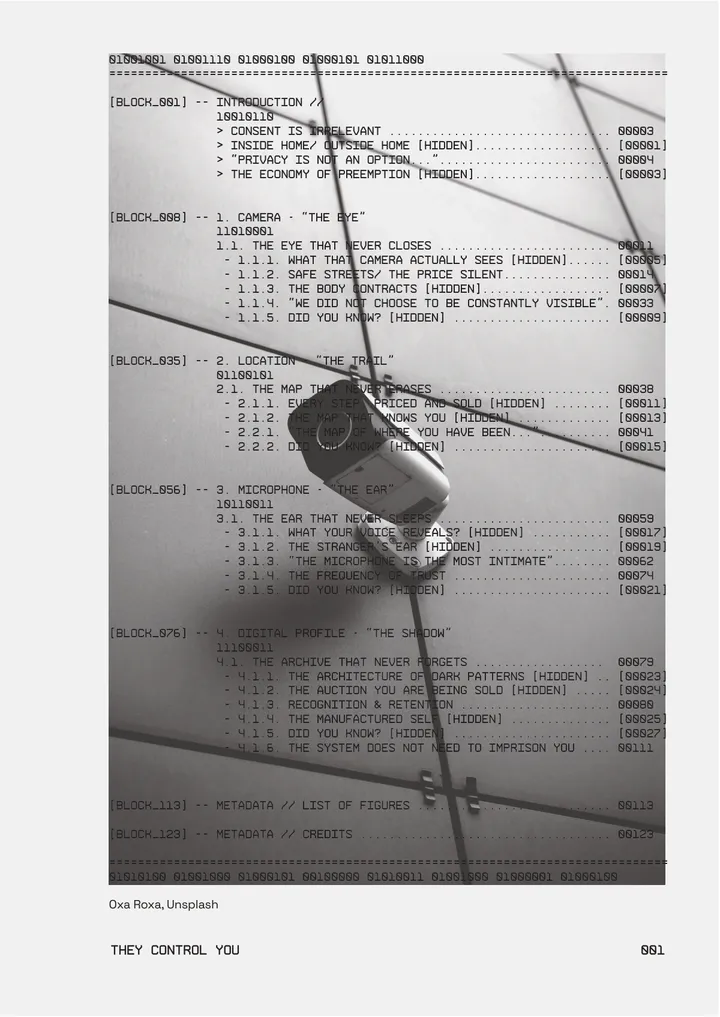 01001001 01001110 01000100 01000101 01011000
[BLOCK_001] -- INTRODUCTION //
10010110
> CONSENT IS IRRELEVANT ............................ 00003
> INSIDE HOME/ OUTSIDE HOME [HIDDEN]................. [00001]
> "PRIVACY IS NOT AN OPTION..."...................... 00004
> THE ECONOMY OF PREEMPTION [HIDDEN]................ [00003]
[BLOCK_008] -- 1. CAMERA - "THE EYE"
11010001
1.1. THE EYE THAT NEVER CLOSES ...................... 00011
- 1.1.1. WHAT THAT CAMERA ACTUALLY SEES [HIDDEN]...... [00005]
- 1.1.2. SAFE STREETS/ THE PRICE SILENT............. 00014
- 1.1.3. THE BODY CONTRACTS [HIDDEN]................ [00007]
- 1.1.4. "WE DID NOT CHOOSE TO BE CONSTANTLY VISIBLE". 00033
- 1.1.5. DID YOU KNOW? [HIDDEN] .................... [00009]
[BLOCK_035] -- 2. LOCATION - "THE TRAIL"
01100101
2.1. THE MAP THAT NEVER ERASES ...................... 00038
- 2.1.1. EVERY STEP, PRICED AND SOLD [HIDDEN] ........ [00011]
- 2.1.2. THE MAP THAT KNOWS YOU [HIDDEN] ............ [00013]
- 2.2.1. "THE MAP OF WHERE YOU HAVE BEEN..."......... 00041
- 2.2.2. DID YOU KNOW? [HIDDEN] .................... [00015]
[BLOCK_056] -- 3. MICROPHONE - "THE EAR"
10110011
3.1. THE EAR THAT NEVER SLEEPS ...................... 00059
- 3.1.1. WHAT YOUR VOICE REVEALS? [HIDDEN] ........... [00017]
- 3.1.2. THE STRANGER'S EAR [HIDDEN] ............... [00019]
- 3.1.3. "THE MICROPHONE IS THE MOST INTIMATE"....... 00062
- 3.1.4. THE FREQUENCY OF TRUST .................... 00074
- 3.1.5. DID YOU KNOW? [HIDDEN] .................... [00021]
[BLOCK_076] -- 4. DIGITAL PROFILE - "THE SHADOW"
11100011
4.1. THE ARCHIVE THAT NEVER FORGETS ................ 00079
- 4.1.1. THE ARCHITECTURE OF DARK PATTERNS [HIDDEN] .. [00023]
- 4.1.2. THE AUCTION YOU ARE BEING SOLD [HIDDEN] .... [00024]
- 4.1.3. RECOGNITION & RETENTION .................... 00080
- 4.1.4. THE MANUFACTURED SELF [HIDDEN] ............. [00025]
- 4.1.5. DID YOU KNOW? [HIDDEN] .................... [00027]
- 4.1.6. THE SYSTEM DOES NOT NEED TO IMPRISON YOU .... 00111
[BLOCK_113] -- METADATA // LIST OF FIGURES ......................... 00113
[BLOCK_123] -- METADATA // CREDITS ................................ 00123
01010100 01001000 01000101 00100000 01010011 01001000 01000001 01000100
Oxa Roxa, Unsplash
THEY CONTROL YOU
001